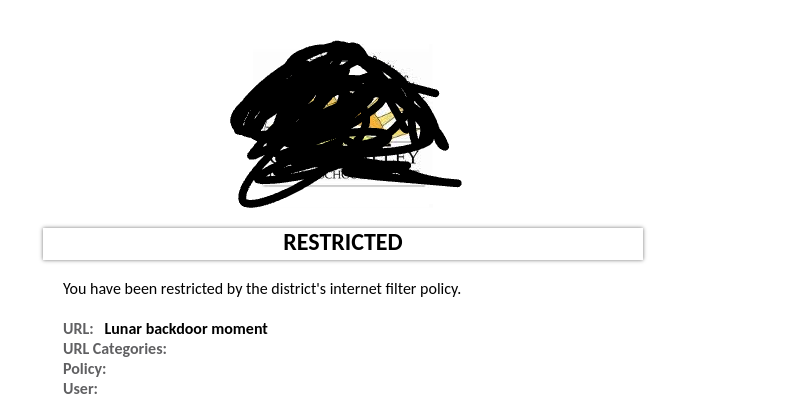 RESTRICTED
You have been restricted by the district's internet filter policy.
URL: Lunar backdoor moment
URL Categories:
Policy:
User: